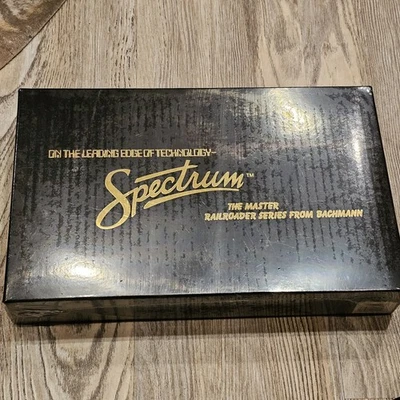 ON THE LEADING EDGE OF TECHNOLOGY—
Spectrum™
THE MASTER
RAILROADER SERIES FROM BACHMANN